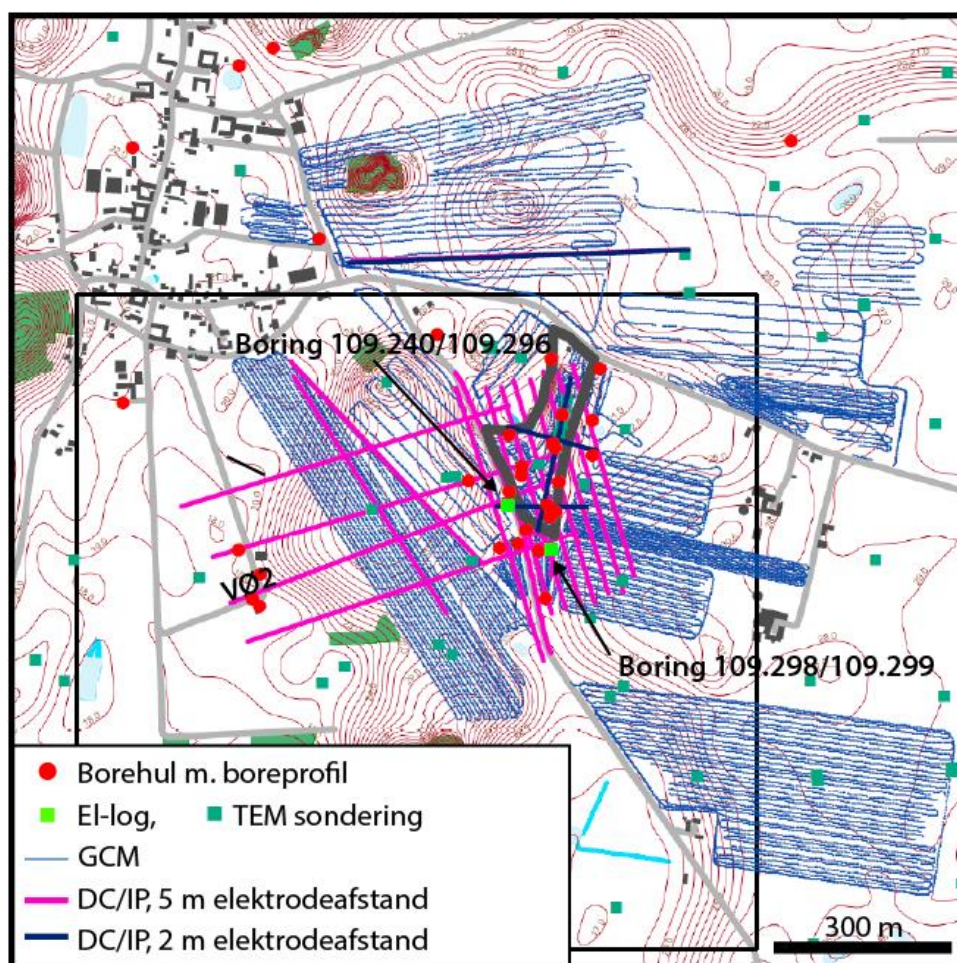 Boring 109.240/109.296
VØ2
Boring 109.298/109.299
Borehul m. boreprofil
El-log,
TEM sondering
GCM
DC/IP, 5 m elektrodeafstand
DC/IP, 2 m elektrodeafstand
300 m